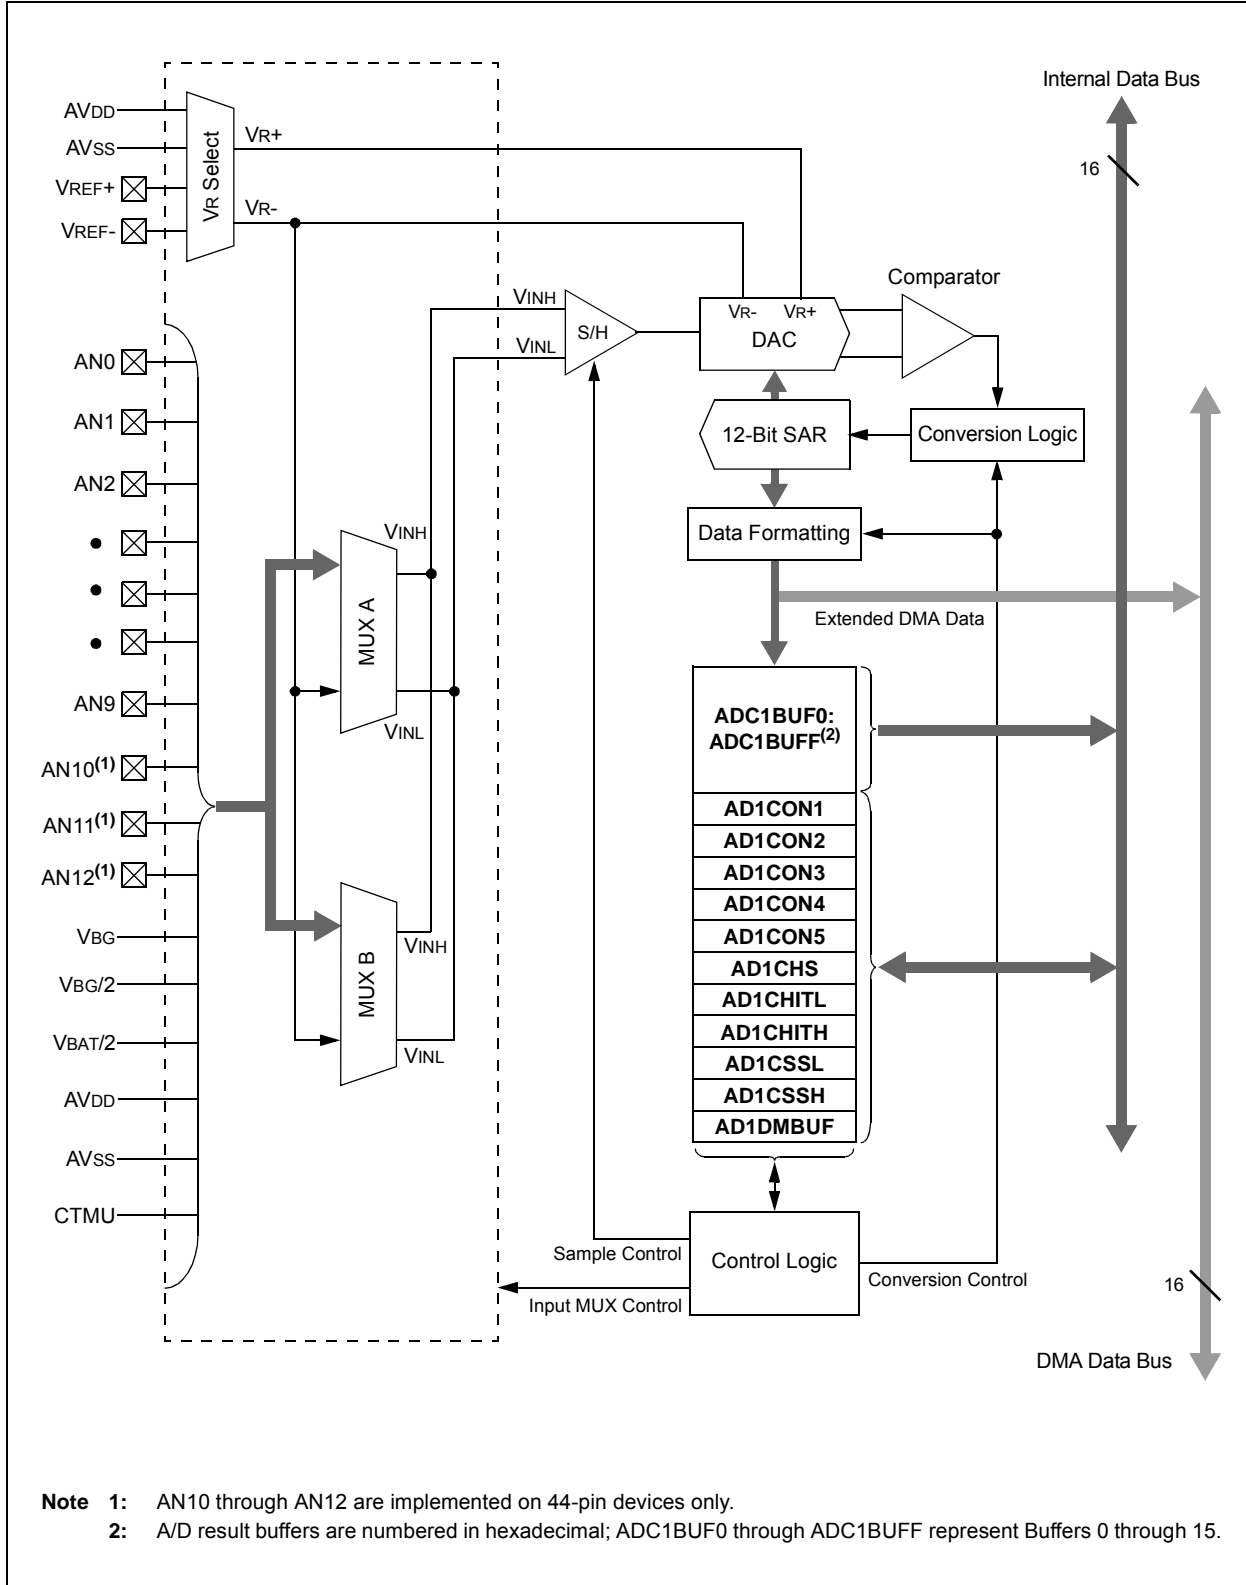 Internal Data Bus
AVDD
AVSS
VREF+
VREF-
VR Select
VR+
VR-
16
Comparator
VINH
VINL
S/H
VR- VR+
DAC
AN0
AN1
AN2
AN9
AN10(1)
AN11(1)
AN12(1)
VBG
VBG/2
VBAT/2
AVDD
AVSS
CTMU
VINH
MUX A
VINL
VINH
MUX B
VINL
12-Bit SAR
Conversion Logic
Data Formatting
Extended DMA Data
ADC1BUF0:
ADC1BUFF(2)
AD1CON1
AD1CON2
AD1CON3
AD1CON4
AD1CON5
AD1CHS
AD1CHITL
AD1CHITH
AD1CSSL
AD1CSSH
AD1DMBUF
Sample Control
Control Logic
Conversion Control
Input MUX Control
16
DMA Data Bus
Note 1: AN10 through AN12 are implemented on 44-pin devices only.
2: A/D result buffers are numbered in hexadecimal; ADC1BUF0 through ADC1BUFF represent Buffers 0 through 15.